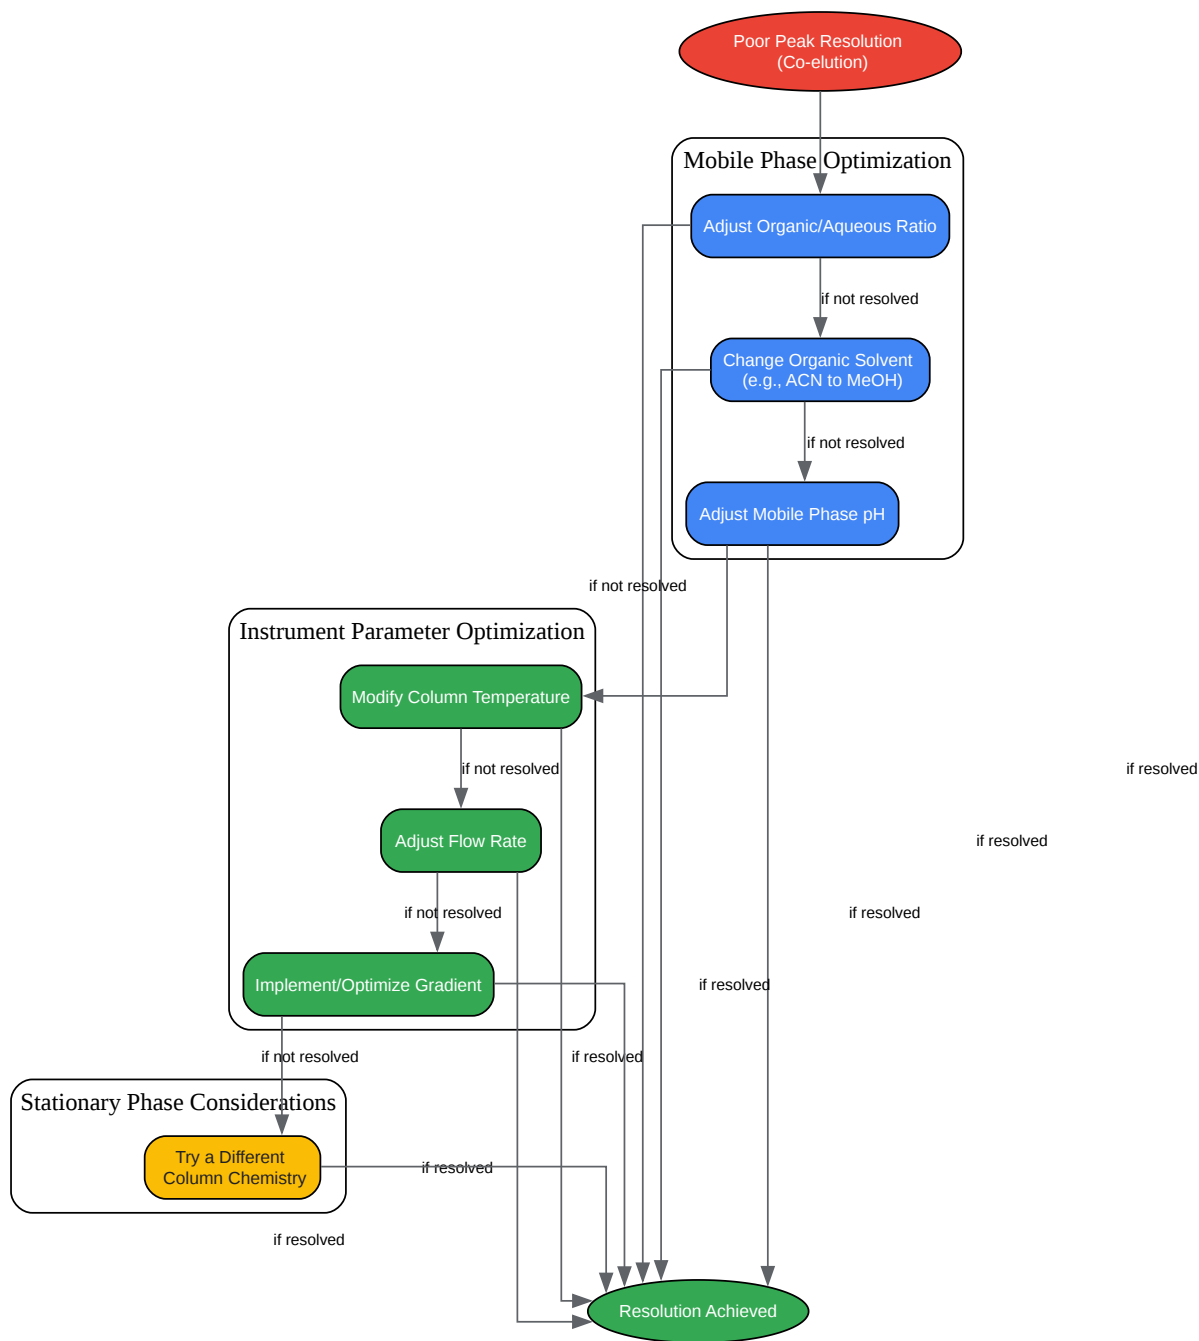 Poor Peak Resolution
(Co-elution)
Mobile Phase Optimization
Adjust Organic/Aqueous Ratio
if not resolved
Change Organic Solvent
(e.g., ACN to MeOH)
if not resolved
Adjust Mobile Phase pH
if not resolved
Instrument Parameter Optimization
Modify Column Temperature
if not resolved
if resolved
Adjust Flow Rate
if resolved
if not resolved
if resolved
Implement/Optimize Gradient
if resolved
if not resolved
if resolved
Stationary Phase Considerations
Try a Different
Column Chemistry
if resolved
if resolved
Resolution Achieved